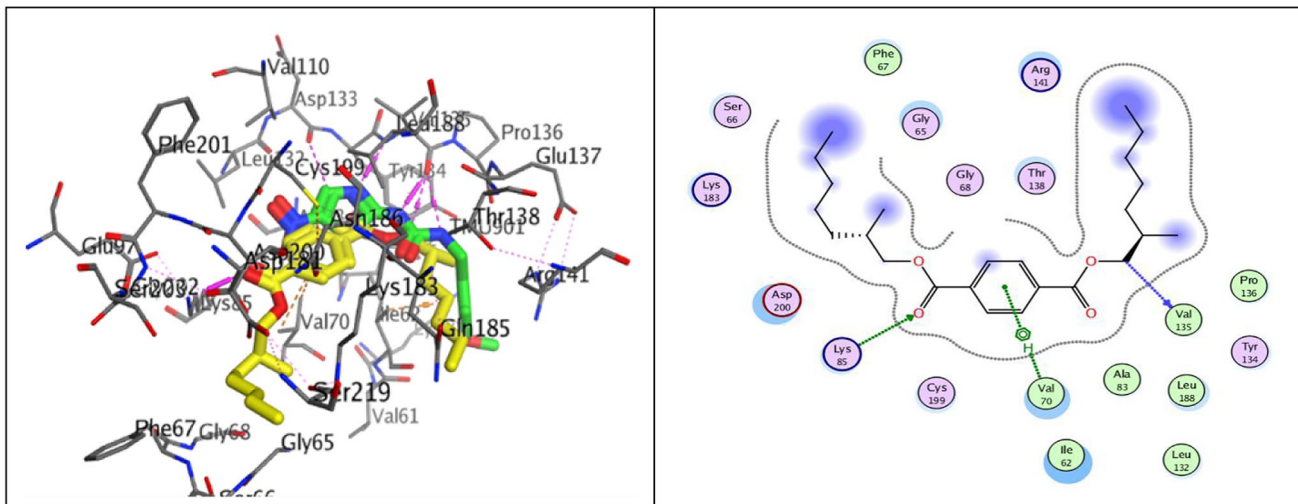 Val110
Asp133
Leu188
Pro136
Phe201
Leu132
Cys199
Tyr134
Glu137
Asn186
Thr138
TMU901
Glu97
Asp181
Arg141
Lys183
Val70
Ile62
Gln185
Ser219
Val61
Phe67
Gly68
Gly65
Ser66
Phe
67
Arg
141
Ser
66
Gly
65
Lys
183
Gly
68
Thr
138
Asp
200
Pro
136
Val
135
Lys
85
Tyr
134
Cys
199
Val
70
Ala
83
Leu
188
Ile
62
Leu
132
O
O
O
O
H